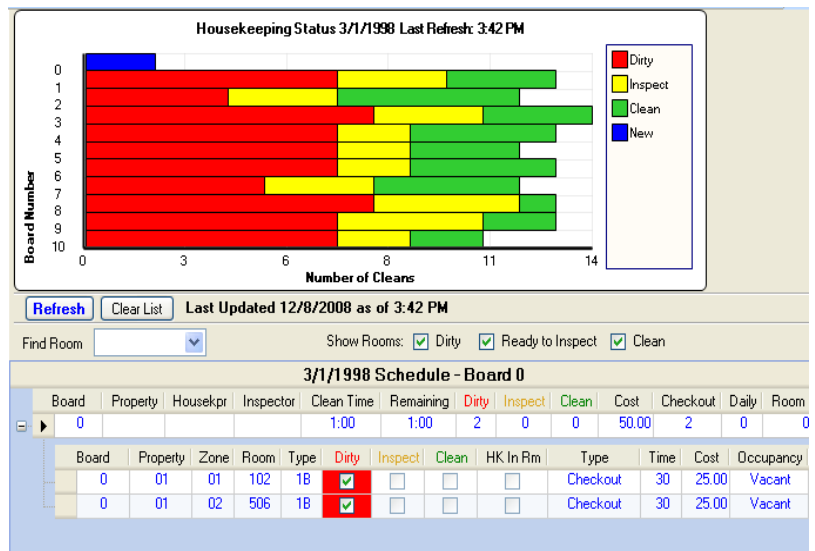 Housekeeping Status 3/1/1998 Last Refresh: 3:42 PM
Dirty
Inspect
Clean
New
Board Number
0
1
2
3
4
5
6
7
8
9
10
0 3 6 8 11 14
Number of Cleans
Refresh Clear List Last Updated 12/8/2008 as of 3:42 PM
Find Room Show Rooms: Dirty Ready to Inspect Clean
3/1/1998 Schedule - Board 0
Board Property Housekpr Inspector Clean Time Remaining Dirty Inspect Clean Cost Checkout Daily Room
0 1:00 1:00 2 0 0 50.00 2 0 0
Board Property Zone Room Type Dirty Inspect Clean HK In Rm Type Time Cost Occupancy
0 01 01 102 1B Checkout 30 25.00 Vacant
0 01 02 506 1B Checkout 30 25.00 Vacant